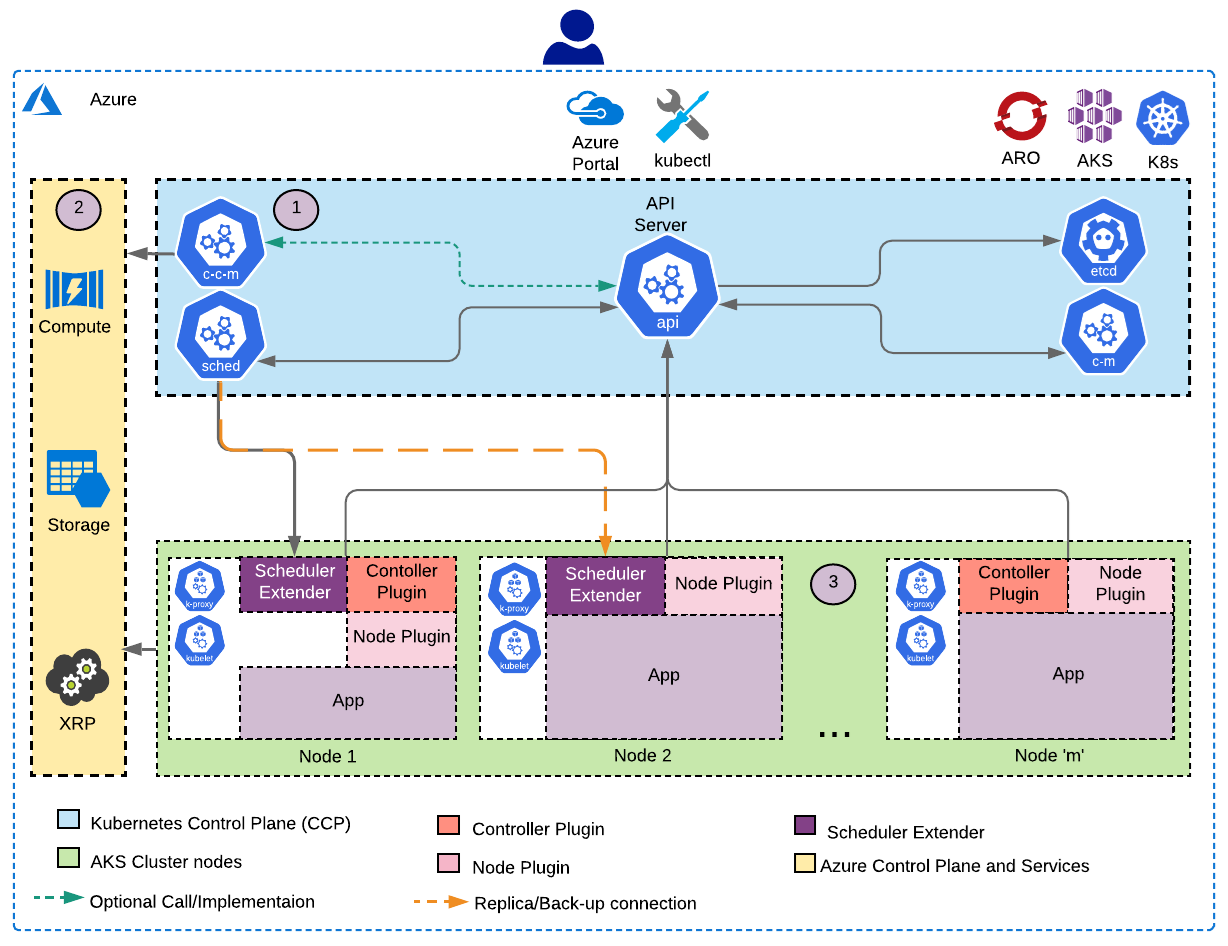 Azure
Azure
Portal
kubectl
ARO
AKS
K8s
2
1
API
Server
c-c-m
api
etcd
Compute
sched
c-m
Storage
XRP
Scheduler
Extender
Contoller
Plugin
Node Plugin
k-proxy
kubelet
App
Node 1
Scheduler
Extender
Node Plugin
k-proxy
kubelet
App
Node 2
3
...
Contoller
Plugin
Node
Plugin
k-proxy
kubelet
App
Node 'm'
Kubernetes Control Plane (CCP)
Controller Plugin
Scheduler Extender
AKS Cluster nodes
Node Plugin
Azure Control Plane and Services
Optional Call/Implementaion
Replica/Back-up connection